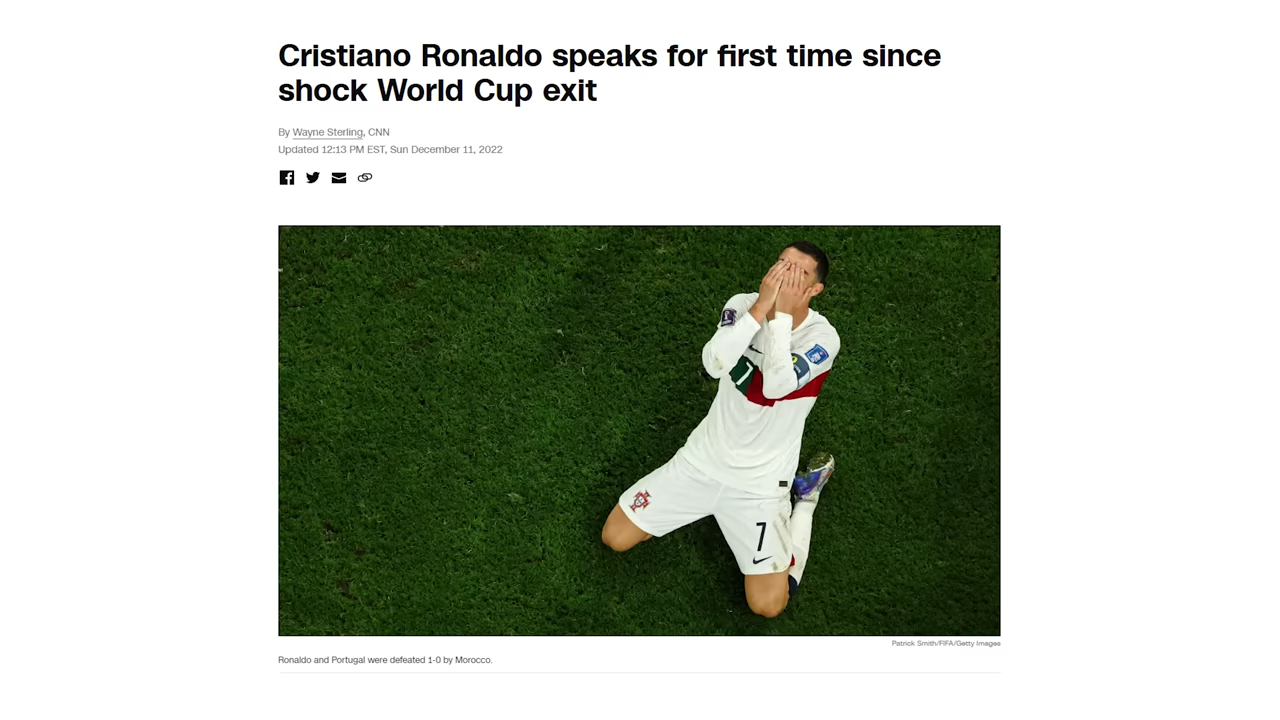 Cristiano Ronaldo speaks for first time since
shock World Cup exit
By Wayne Sterling, CNN
Updated 12:13 PM EST, Sun December 11, 2022
7
7
Patrick Smith/FIFA/Getty Images
Ronaldo and Portugal were defeated 1-0 by Morocco.